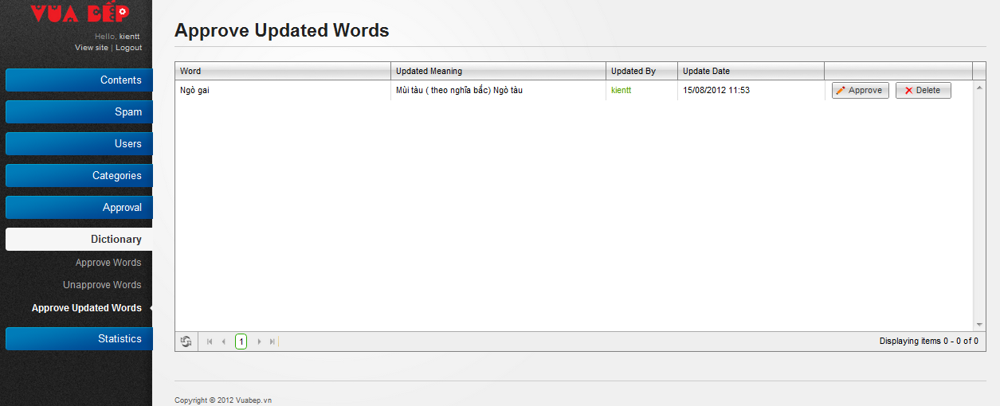 VUA BẾP
Hello, kientt
View site | Logout
Contents
Spam
Users
Categories
Approval
Dictionary
Approve Words
Unapprove Words
Approve Updated Words
Statistics
Approve Updated Words
Word Updated Meaning Updated By Update Date
Ngò gai Mùi tàu ( theo nghĩa bắc) Ngò tàu kientt 15/08/2012 11:53 Approve Delete
1 Displaying items 0 - 0 of 0
Copyright © 2012 Vuabep.vn